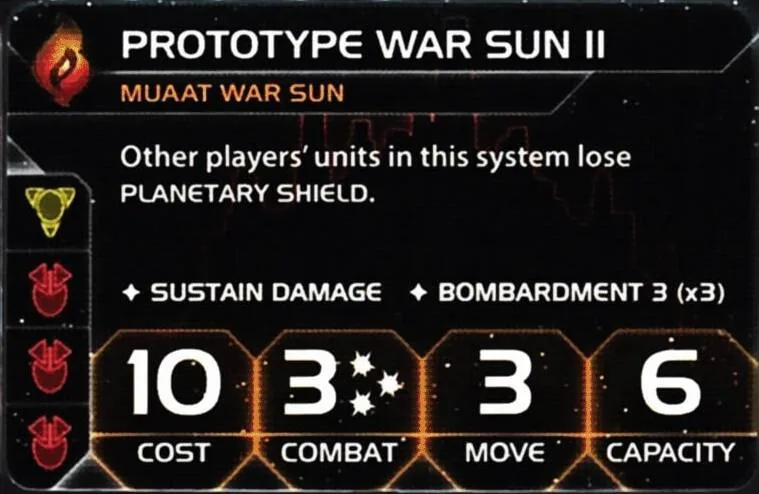 PROTOTYPE WAR SUN II
MUAAT WAR SUN
Other players' units in this system lose
PLANETARY SHIELD.
✦ SUSTAIN DAMAGE ✦ BOMBARDMENT 3 (x3)
10 3 3 6
COST COMBAT MOVE CAPACITY